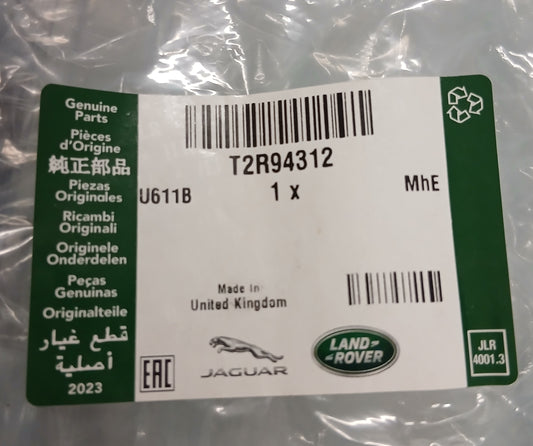 Genuine
Parts
Pièces
d'Origine
純正部品
Piezas
Originales
Ricambi
Originali
Originele
Onderdelen
Peças
Genuinas
Originalteile
قطع غيار
أصلية
2023
T2R94312
U611B
1 x
MhE
Made In
United Kingdom
EAC
JAGUAR
LAND-
-ROVER
JLR
4001.3